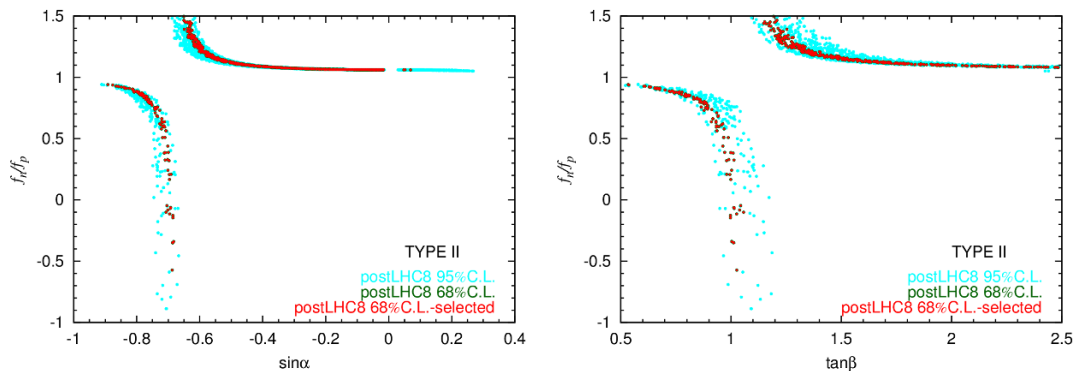 1.5
1
0.5
0
-0.5
-1
fn/fp
TYPE II
postLHC8 95%C.L.
postLHC8 68%C.L.
postLHC8 68%C.L.-selected
-1 -0.8 -0.6 -0.4 -0.2 0 0.2 0.4
sinα
1.5
1
0.5
0
-0.5
-1
fn/fp
TYPE II
postLHC8 95%C.L.
postLHC8 68%C.L.
postLHC8 68%C.L.-selected
0.5 1 1.5 2 2.5
tanβ